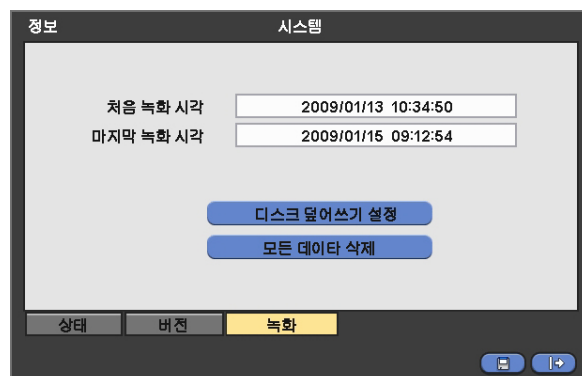 정보 시스템
처음 녹화 시각 2009/01/13 10:34:50
마지막 녹화 시각 2009/01/15 09:12:54
디스크 덮어쓰기 설정
모든 데이타 삭제
상태 버전 녹화